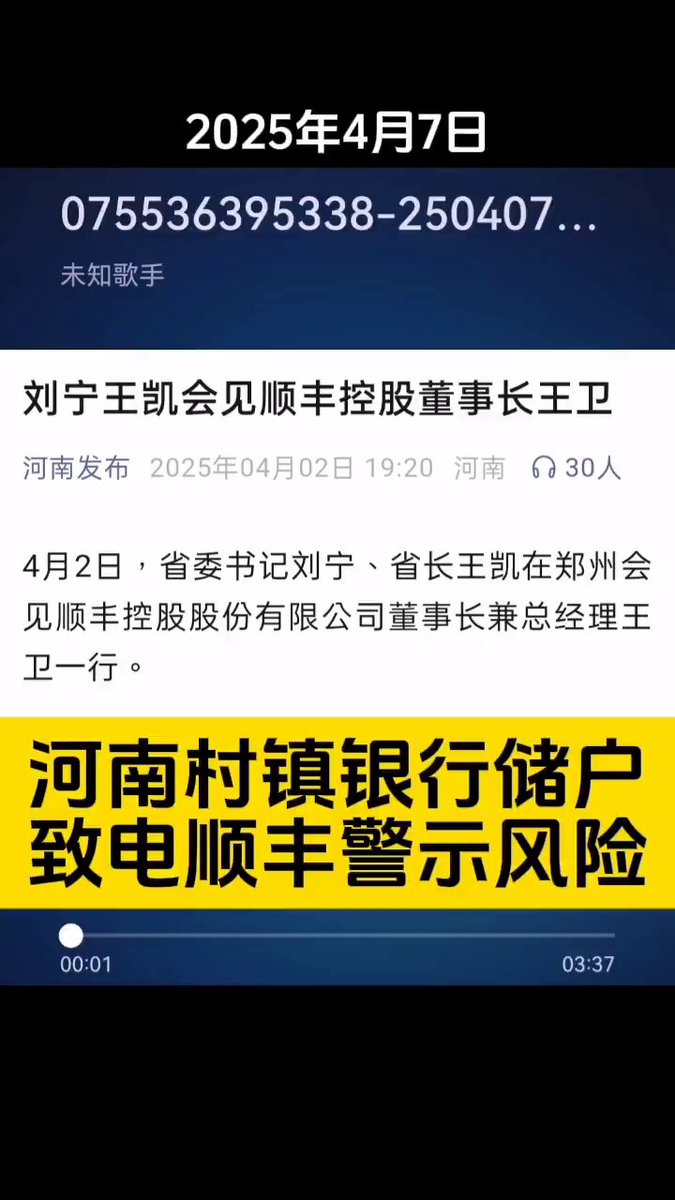 2025年4月7日
075536395338-250407...
未知歌手
刘宁王凯会见顺丰控股董事长王卫
河南发布 2025年04月02日 19:20 河南 30人
4月2日，省委书记刘宁、省长王凯在郑州会
见顺丰控股股份有限公司董事长兼总经理王
卫一行。
河南村镇银行储户
致电顺丰警示风险
00:01 03:37